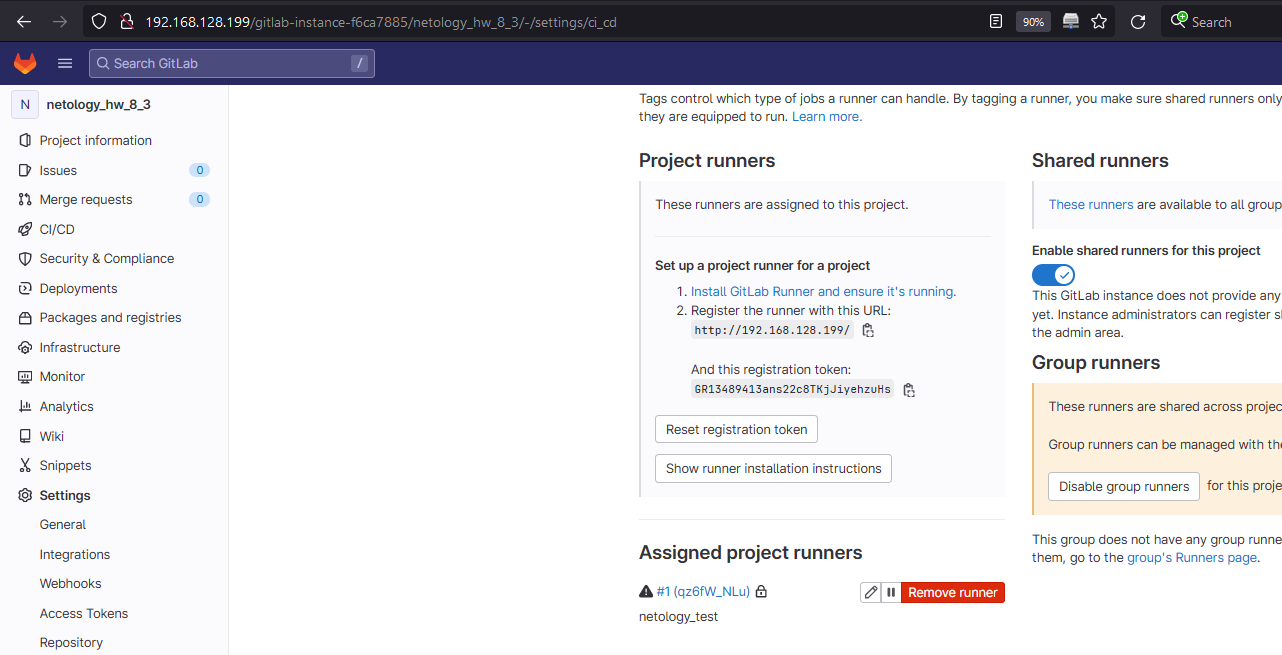 192.168.128.199/gitlab-instance-f6ca7885/netology_hw_8_3/-/settings/ci_cd
90%
Search
Search GitLab
/
N
netology_hw_8_3
Project information
Issues
0
Merge requests
0
CI/CD
Security & Compliance
Deployments
Packages and registries
Infrastructure
Monitor
Analytics
Wiki
Snippets
Settings
General
Integrations
Webhooks
Access Tokens
Repository
Tags control which type of jobs a runner can handle. By tagging a runner, you make sure shared runners only
they are equipped to run. Learn more.
Project runners
These runners are assigned to this project.
Set up a project runner for a project
1. Install GitLab Runner and ensure it's running.
2. Register the runner with this URL:
http://192.168.128.199/
And this registration token:
GR13489413ans22c8TKjJiyehzuHs
Reset registration token
Show runner installation instructions
Assigned project runners
#1 (qz6fW_NLu)
Remove runner
netology_test
Shared runners
These runners are available to all group
Enable shared runners for this project
This GitLab instance does not provide any
yet. Instance administrators can register s
the admin area.
Group runners
These runners are shared across projec
Group runners can be managed with the
Disable group runners
for this proje
This group does not have any group runne
them, go to the group's Runners page.